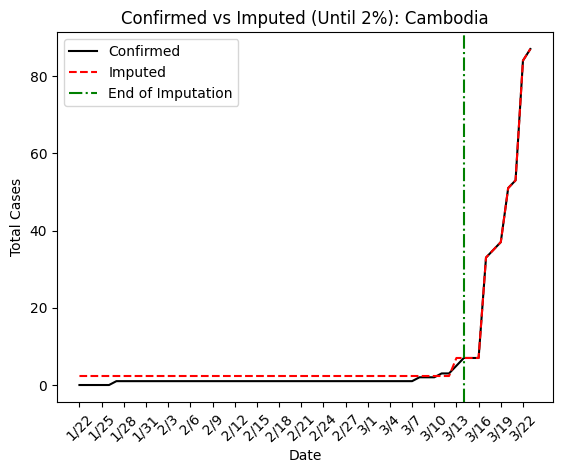 Confirmed vs Imputed (Until 2%): Cambodia
Confirmed
Imputed
End of Imputation
Total Cases
80
60
40
20
0
1/22 1/25 1/28 1/31 2/3 2/6 2/9 2/12 2/15 2/18 2/21 2/24 2/27 3/1 3/4 3/7 3/10 3/13 3/16 3/19 3/22
Date